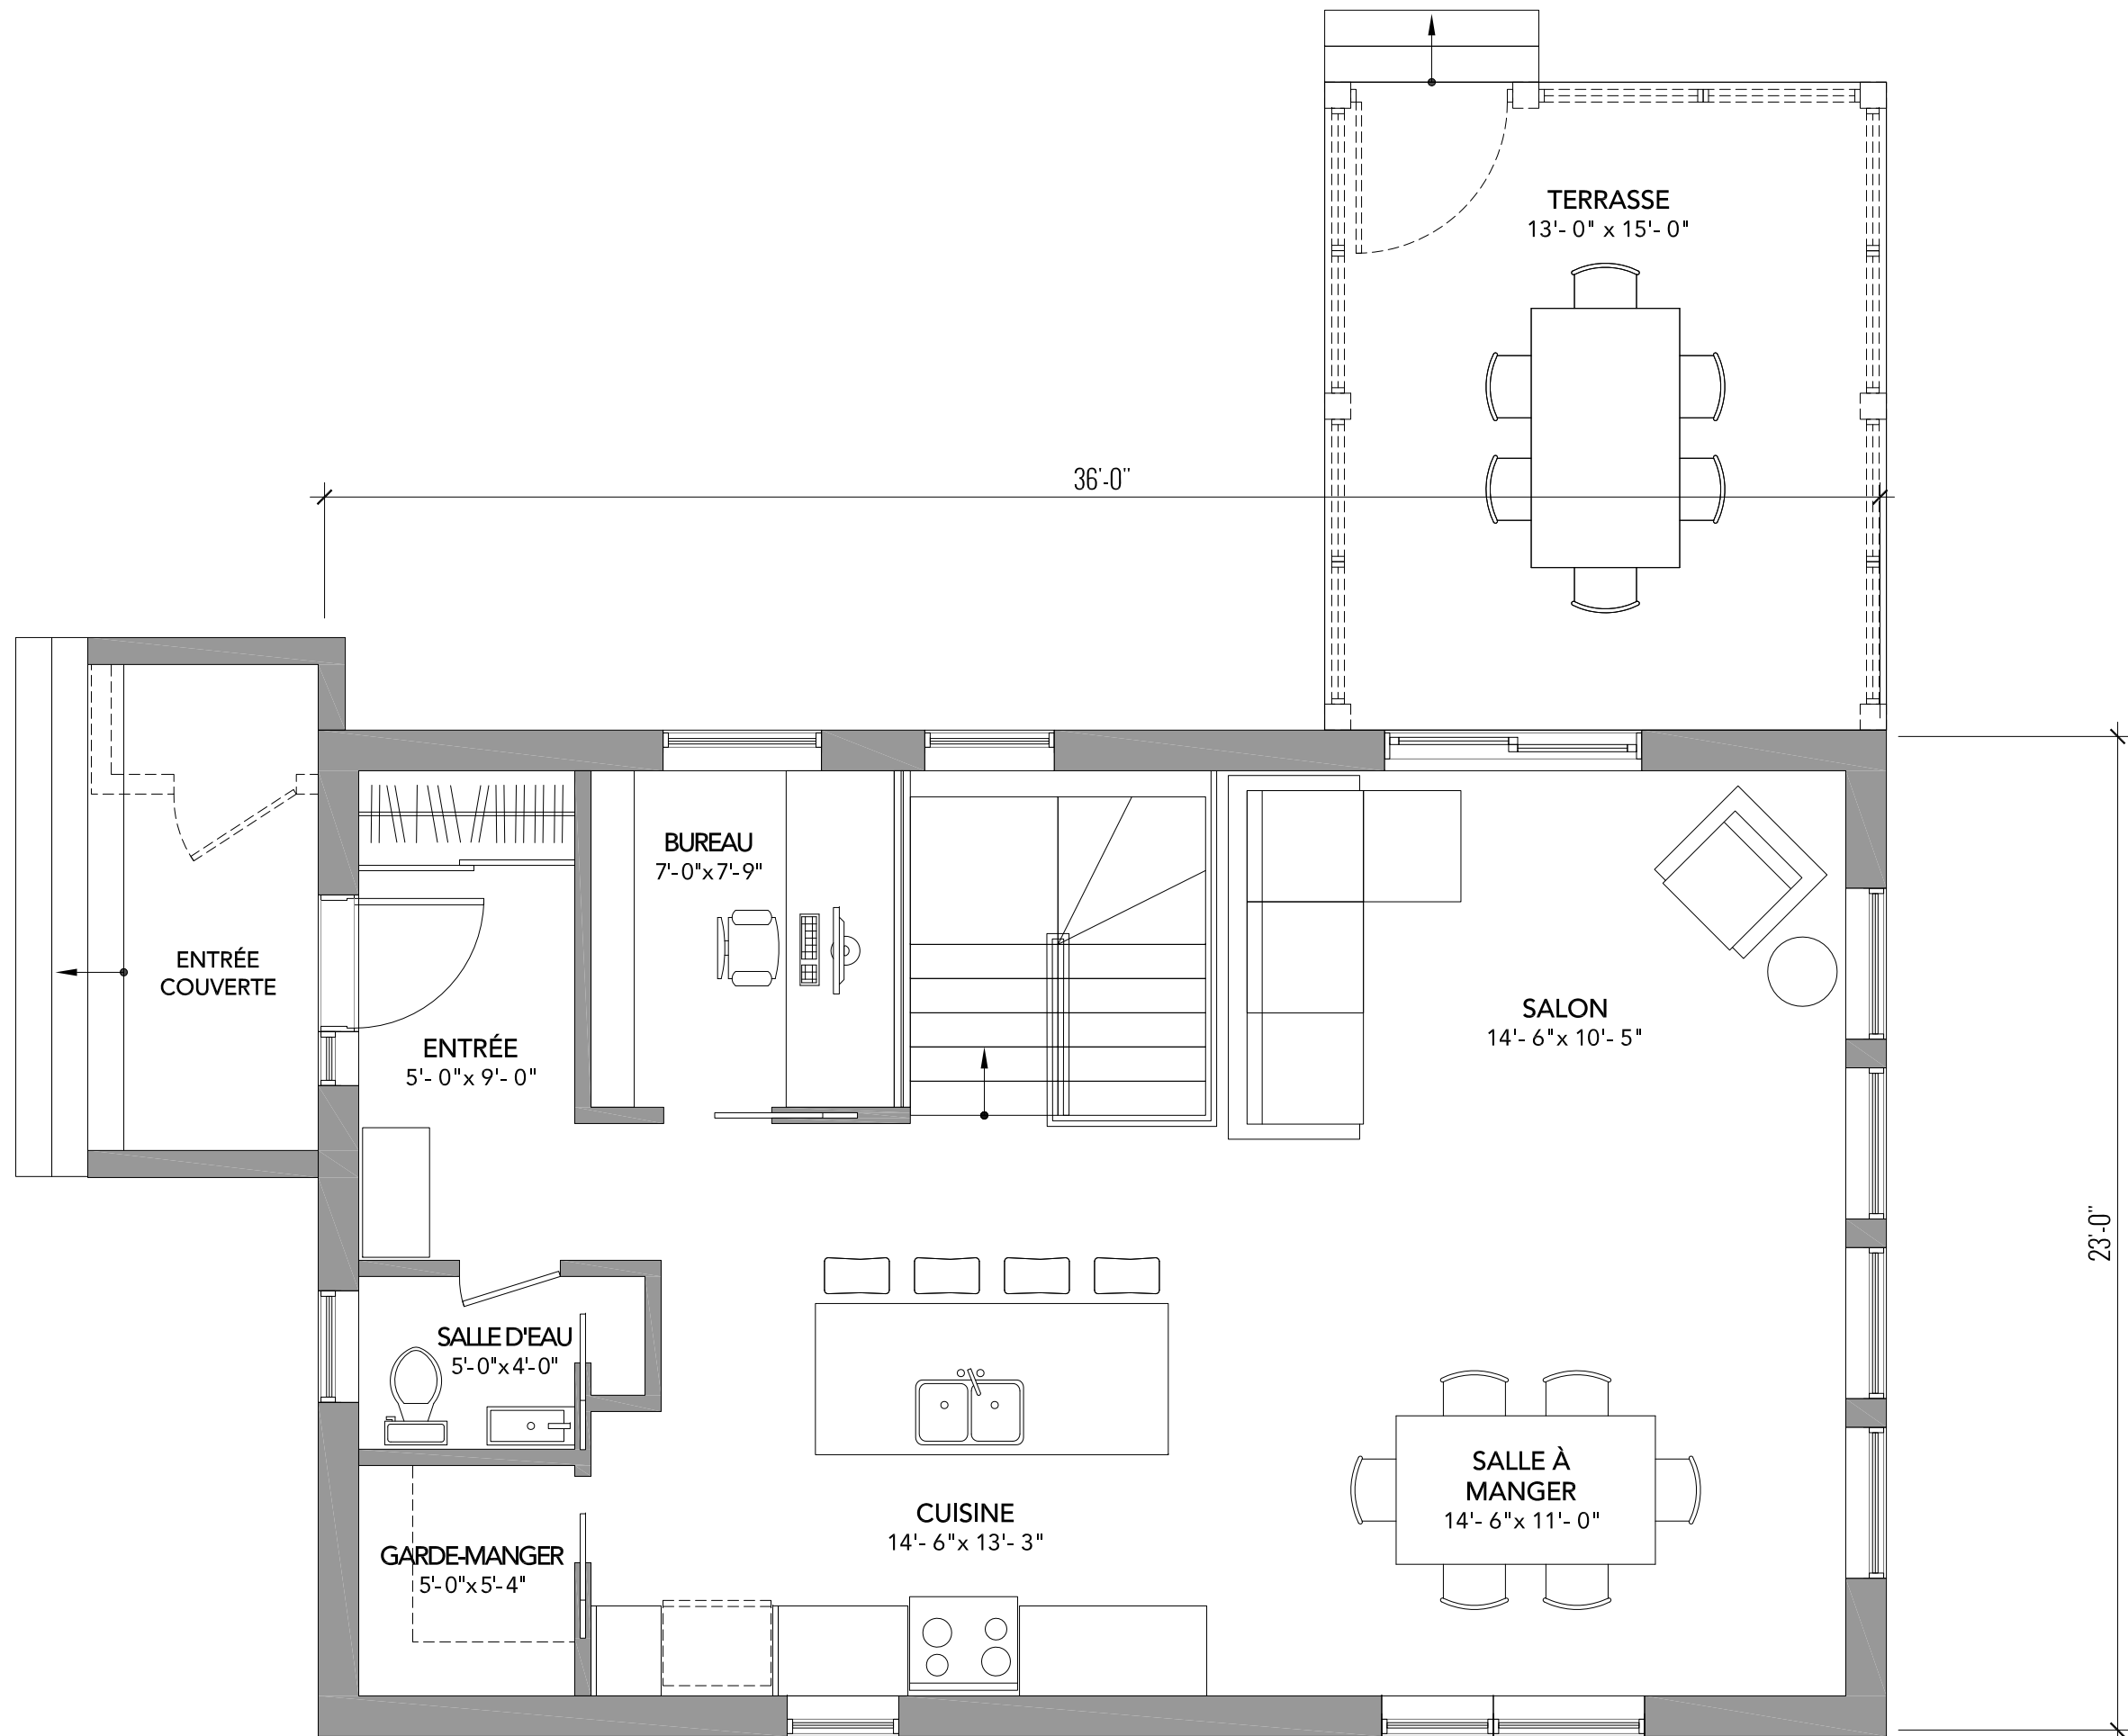 TERRASSE
13'- 0" x 15'- 0"
36'-0"
BUREAU
7'-0"x7'-9"
ENTRÉE
COUVERTE
SALON
14'- 6"x 10'- 5"
ENTRÉE
5'- 0"x 9'- 0"
23'-0"
SALLE D'EAU
5'-0"x4'-0"
SALLE À
MANGER
14'- 6"x 11'- 0"
CUISINE
14'- 6"x 13'- 3"
GARDE-MANGER
5'-0"x5'-4"